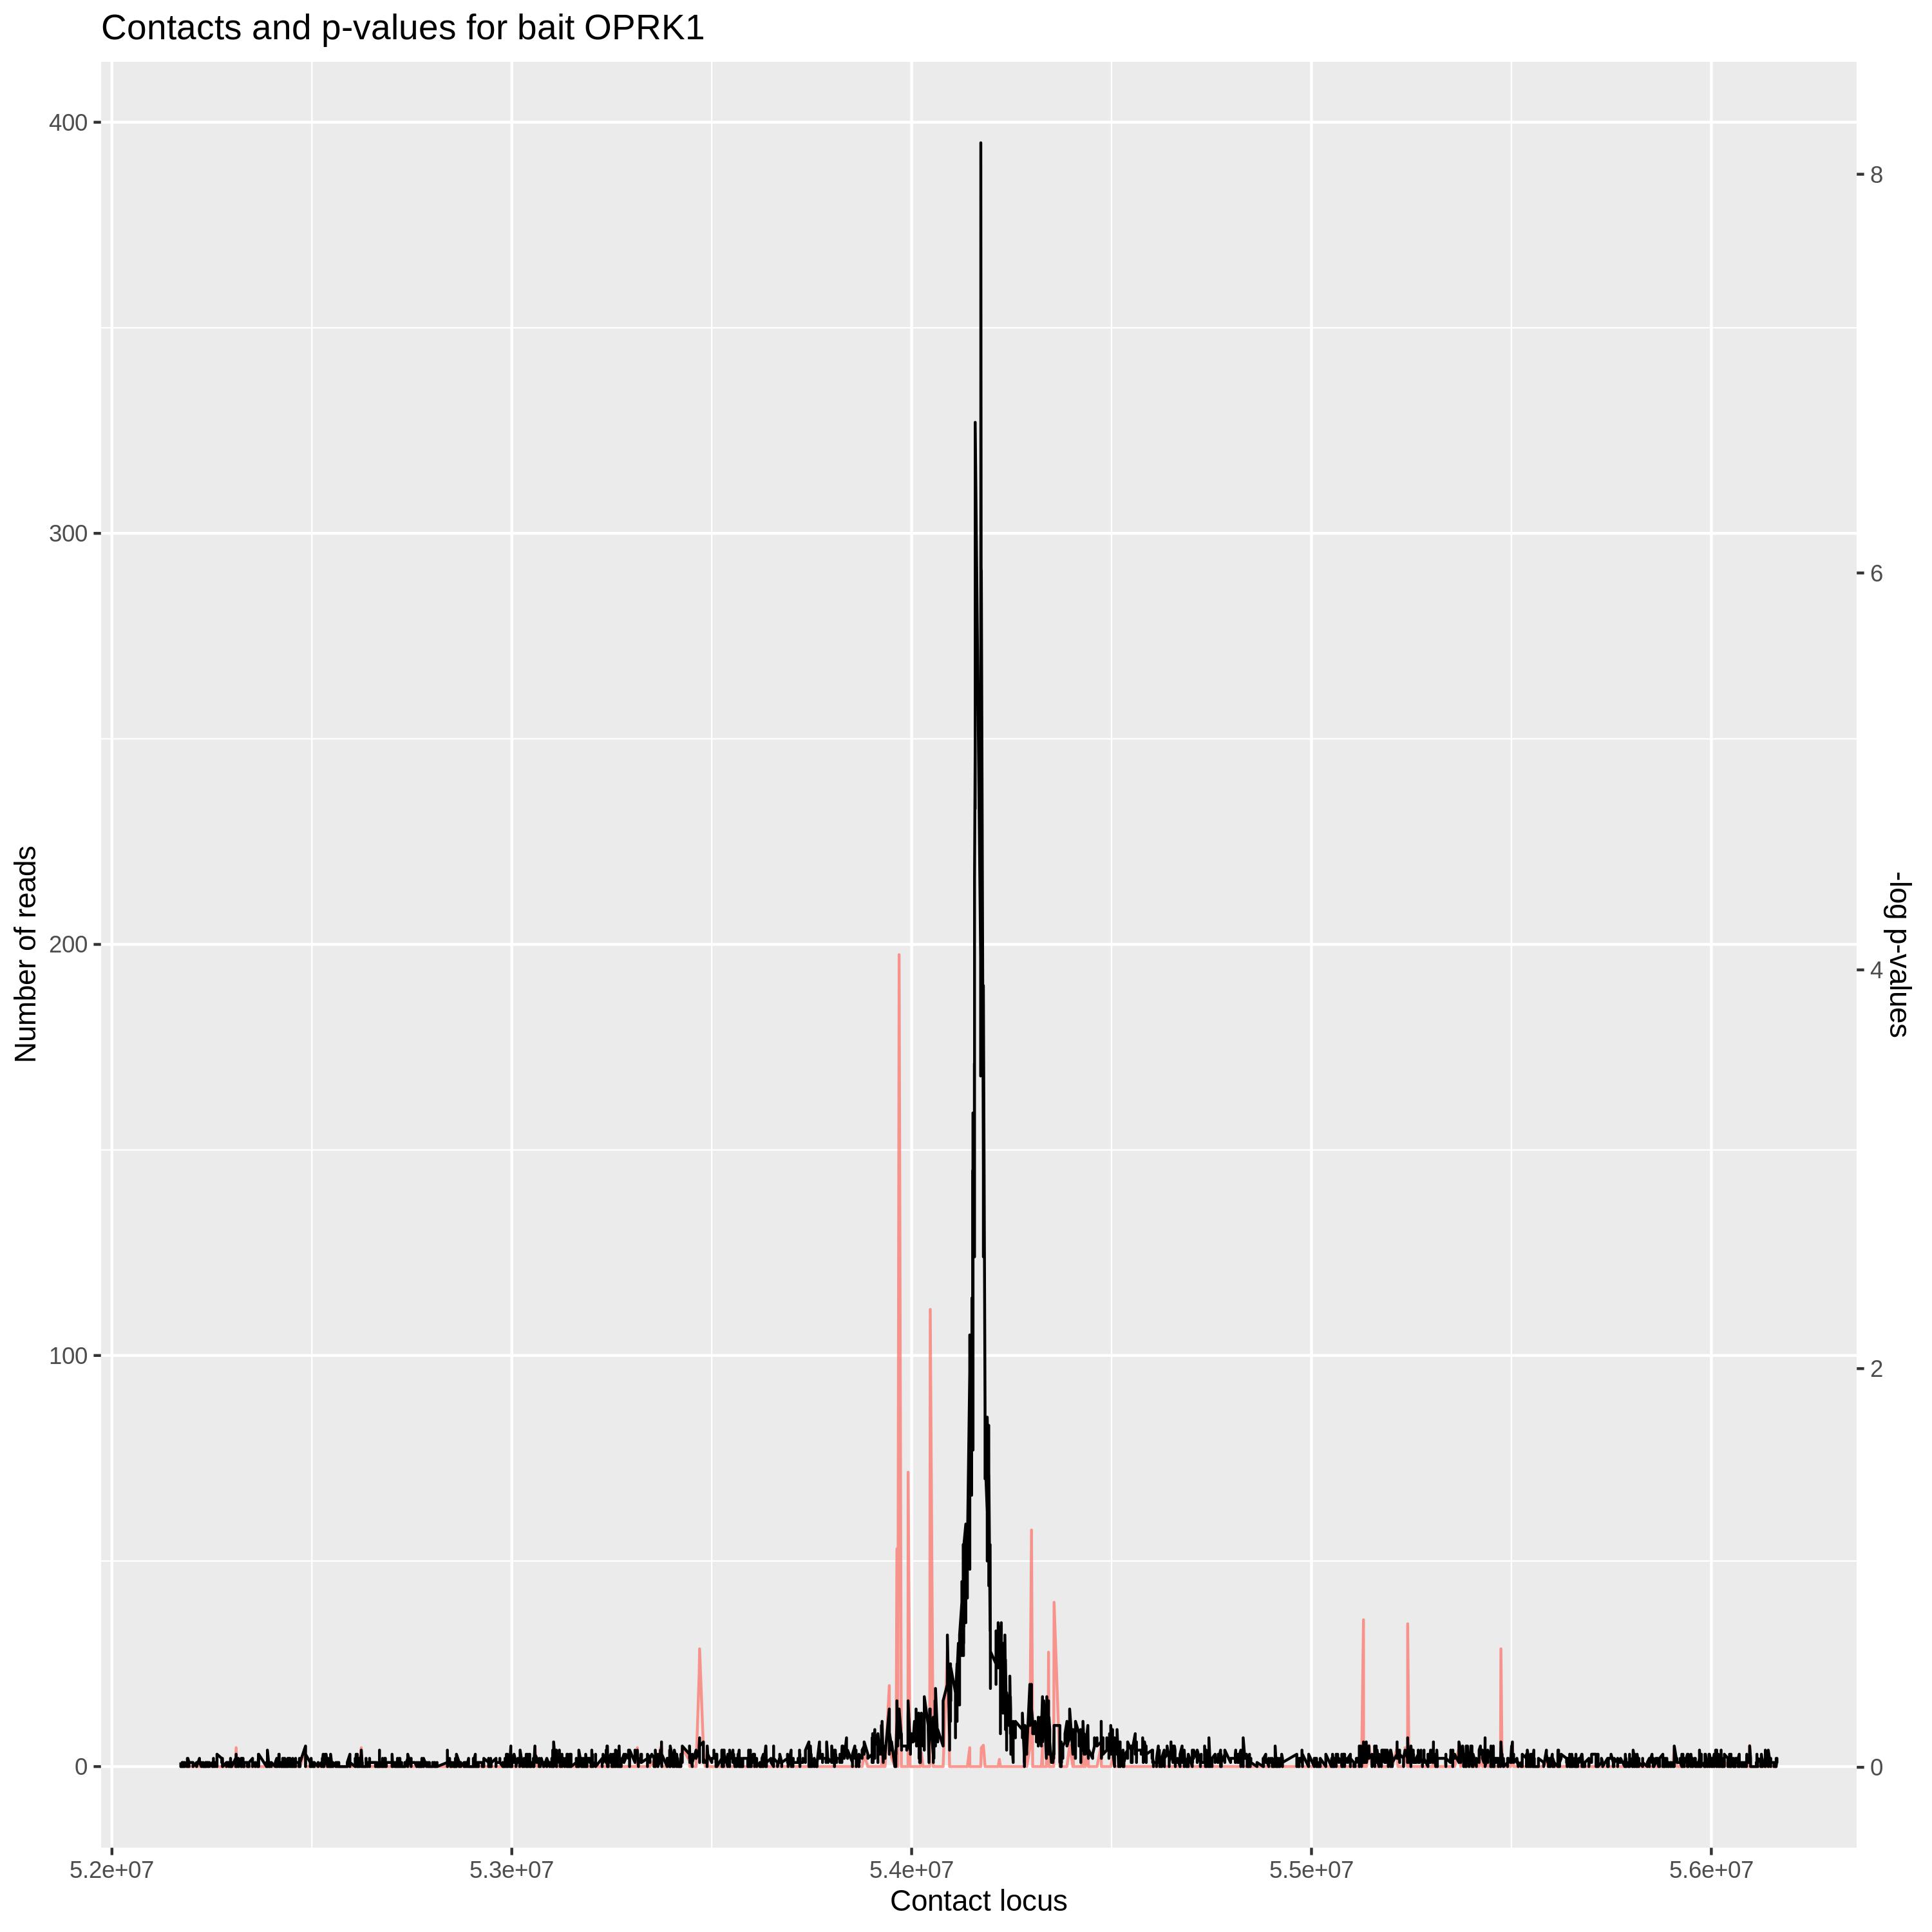 Contacts and p-values for bait OPRK1
400
300
200
100
0
8
6
4
2
0
Number of reads
-log p-values
5.2e+07 5.3e+07 5.4e+07 5.5e+07 5.6e+07
Contact locus